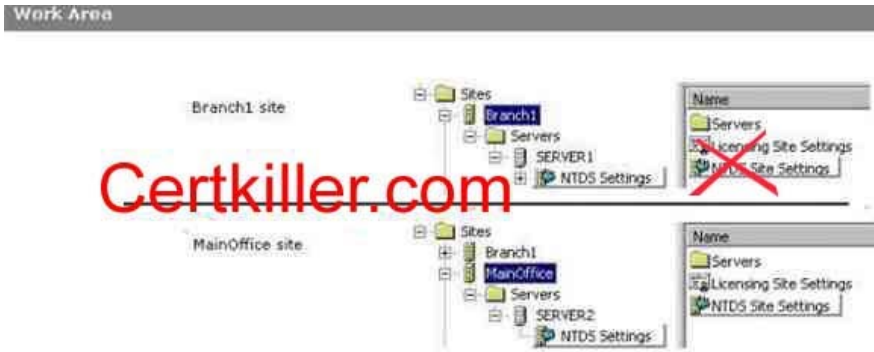 Work Area
Branch1 site
Sites
Branch1
Servers
SERVER1
NTDS Settings
Name
Servers
Licensing Site Settings
NTDS Site Settings
Certkiller.com
MainOffice site
Sites
Branch1
MainOffice
Servers
SERVER2
NTDS Settings
Name
Servers
Licensing Site Settings
NTDS Site Settings